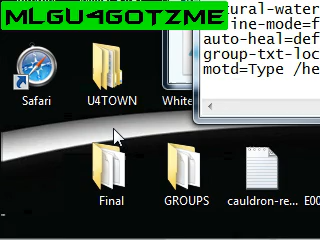 MLGU4GOTZME
tural-water
ine-mode=f
auto-heal=def
group-txt-loc
motd=Type /he
Safari
U4TOWN
White
Final
GROUPS
cauldron-re...
E00